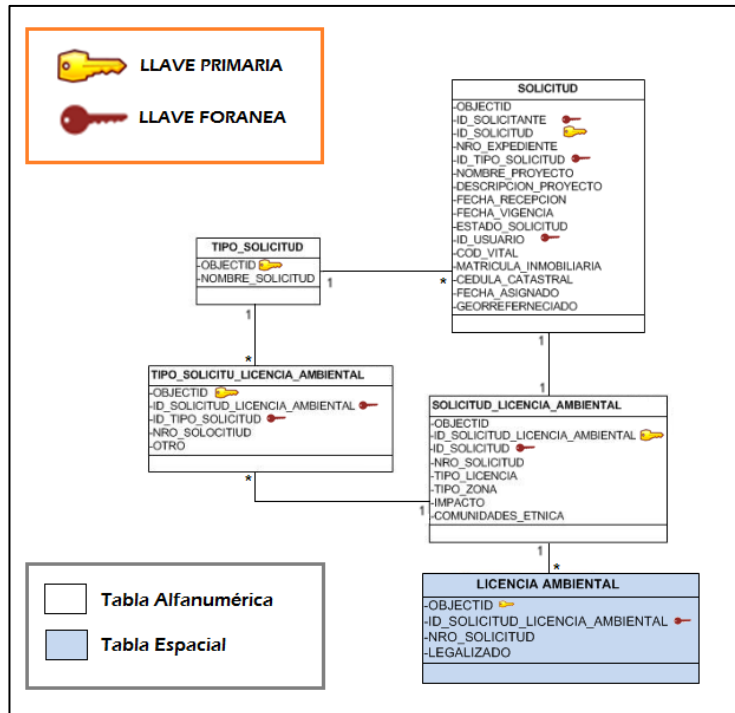 LLAVE PRIMARIA
LLAVE FORANEA
SOLICITUD
-OBJECTID
-ID_SOLICITANTE
-ID_SOLICITUD
-NRO_EXPEDIENTE
-ID_TIPO_SOLICITUD
-NOMBRE_PROYECTO
-DESCRIPCION_PROYECTO
-FECHA_RECEPCION
-FECHA_VIGENCIA
-ESTADO_SOLICITUD
-ID_USUARIO
-COD_VITAL
-MATRICULA_INMOBILIARIA
-CEDULA_CATASTRAL
-FECHA_ASIGNADO
-GEORREFERNECIADO
TIPO_SOLICITUD
-OBJECTID
-NOMBRE_SOLICITUD
1
*
1
*
1
1
TIPO_SOLICITU_LICENCIA_AMBIENTAL
-OBJECTID
-ID_SOLICITUD_LICENCIA_AMBIENTAL
-ID_TIPO_SOLICITUD
-NRO_SOLOCITIUD
-OTRO
*
1
SOLICITUD_LICENCIA_AMBIENTAL
-OBJECTID
-ID_SOLICITUD_LICENCIA_AMBIENTAL
-ID_SOLICITUD
-NRO_SOLICITUD
-TIPO_LICENCIA
-TIPO_ZONA
-IMPACTO
-COMUNIDADES_ETNICA
1
*
LICENCIA AMBIENTAL
-OBJECTID
-ID_SOLICITUD_LICENCIA_AMBIENTAL
-NRO_SOLICITUD
-LEGALIZADO
Tabla Alfanumérica
Tabla Espacial